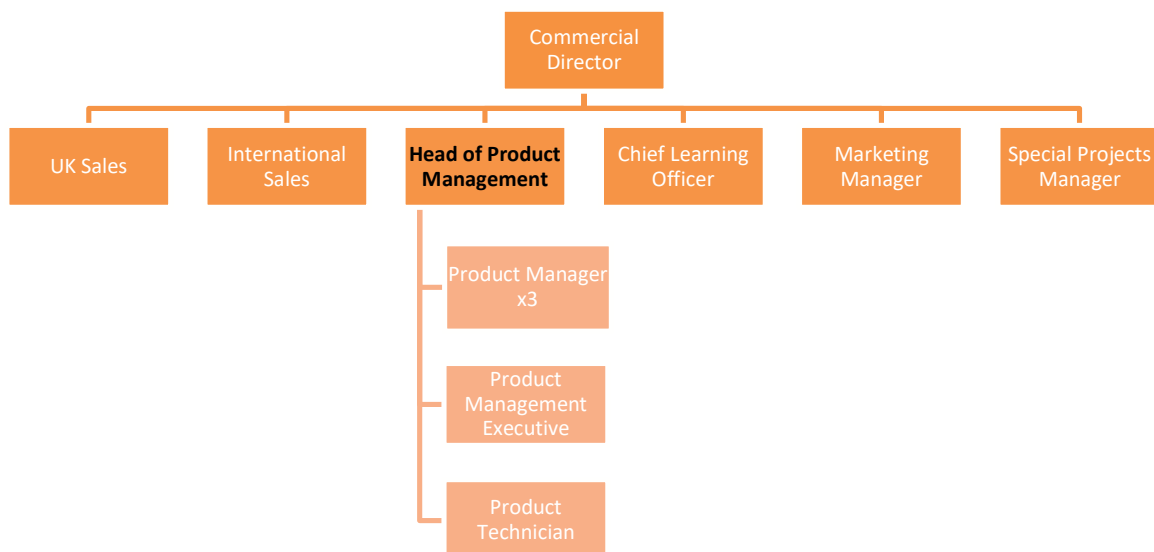 Commercial
Director
UK Sales
International
Sales
Head of Product
Management
Chief Learning
Officer
Marketing
Manager
Special Projects
Manager
Product Manager
x3
Product
Management
Executive
Product
Technician